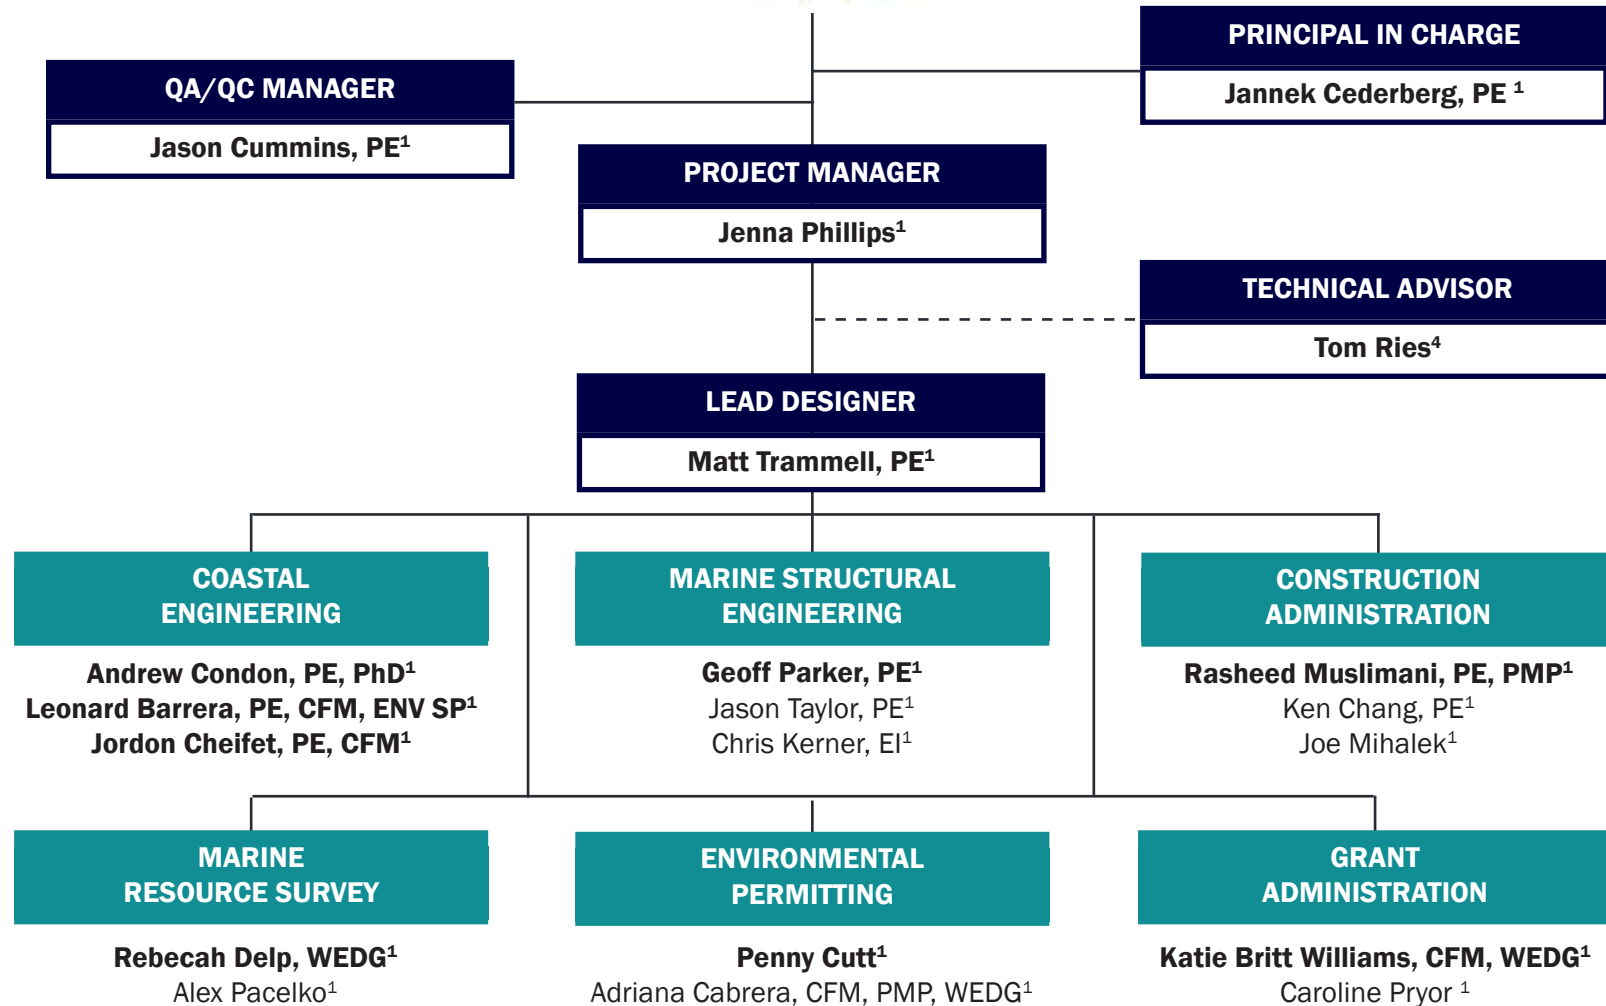 PRINCIPAL IN CHARGE
Jannek Cederberg, PE ¹
QA/QC MANAGER
Jason Cummins, PE¹
PROJECT MANAGER
Jenna Phillips¹
TECHNICAL ADVISOR
Tom Ries⁴
LEAD DESIGNER
Matt Trammell, PE¹
COASTAL
ENGINEERING
Andrew Condon, PE, PhD¹
Leonard Barrera, PE, CFM, ENV SP¹
Jordon Cheifet, PE, CFM¹
MARINE STRUCTURAL
ENGINEERING
Geoff Parker, PE¹
Jason Taylor, PE¹
Chris Kerner, EI¹
CONSTRUCTION
ADMINISTRATION
Rasheed Muslimani, PE, PMP¹
Ken Chang, PE¹
Joe Mihalek¹
MARINE
RESOURCE SURVEY
Rebecah Delp, WEDG¹
Alex Pacelko¹
ENVIRONMENTAL
PERMITTING
Penny Cutt¹
Adriana Cabrera, CFM, PMP, WEDG¹
GRANT
ADMINISTRATION
Katie Britt Williams, CFM, WEDG¹
Caroline Pryor ¹